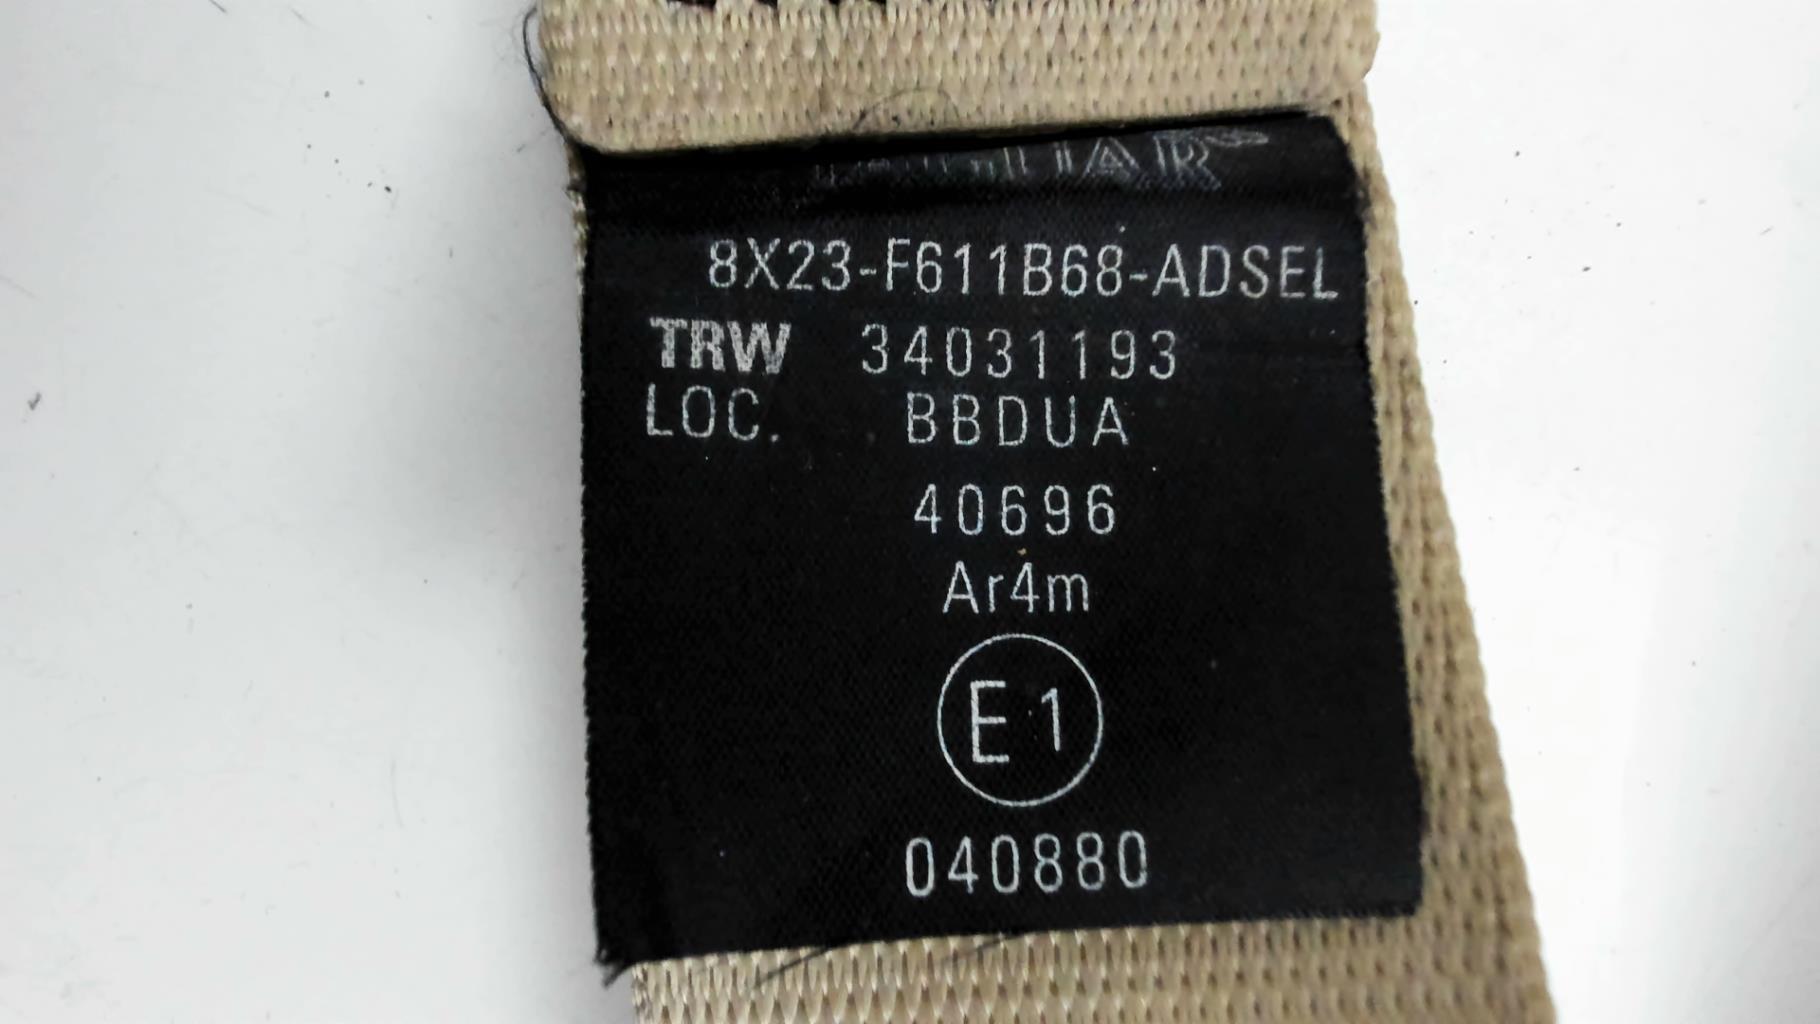 8X23-F611B68-ADSEL
TRW 34031193
LOC. BBDUA
40696
Ar4m
E1
040880